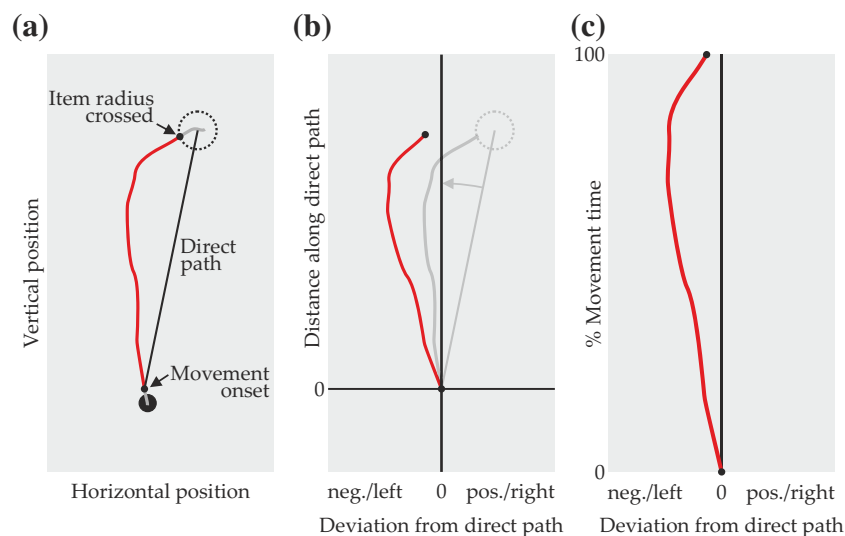 (a)
Item radius
crossed
Direct
path
Movement
onset
Vertical position
Horizontal position
(b)
Distance along direct path
0
neg./left 0 pos./right
Deviation from direct path
(c)
100
% Movement time
0
neg./left 0 pos./right
Deviation from direct path